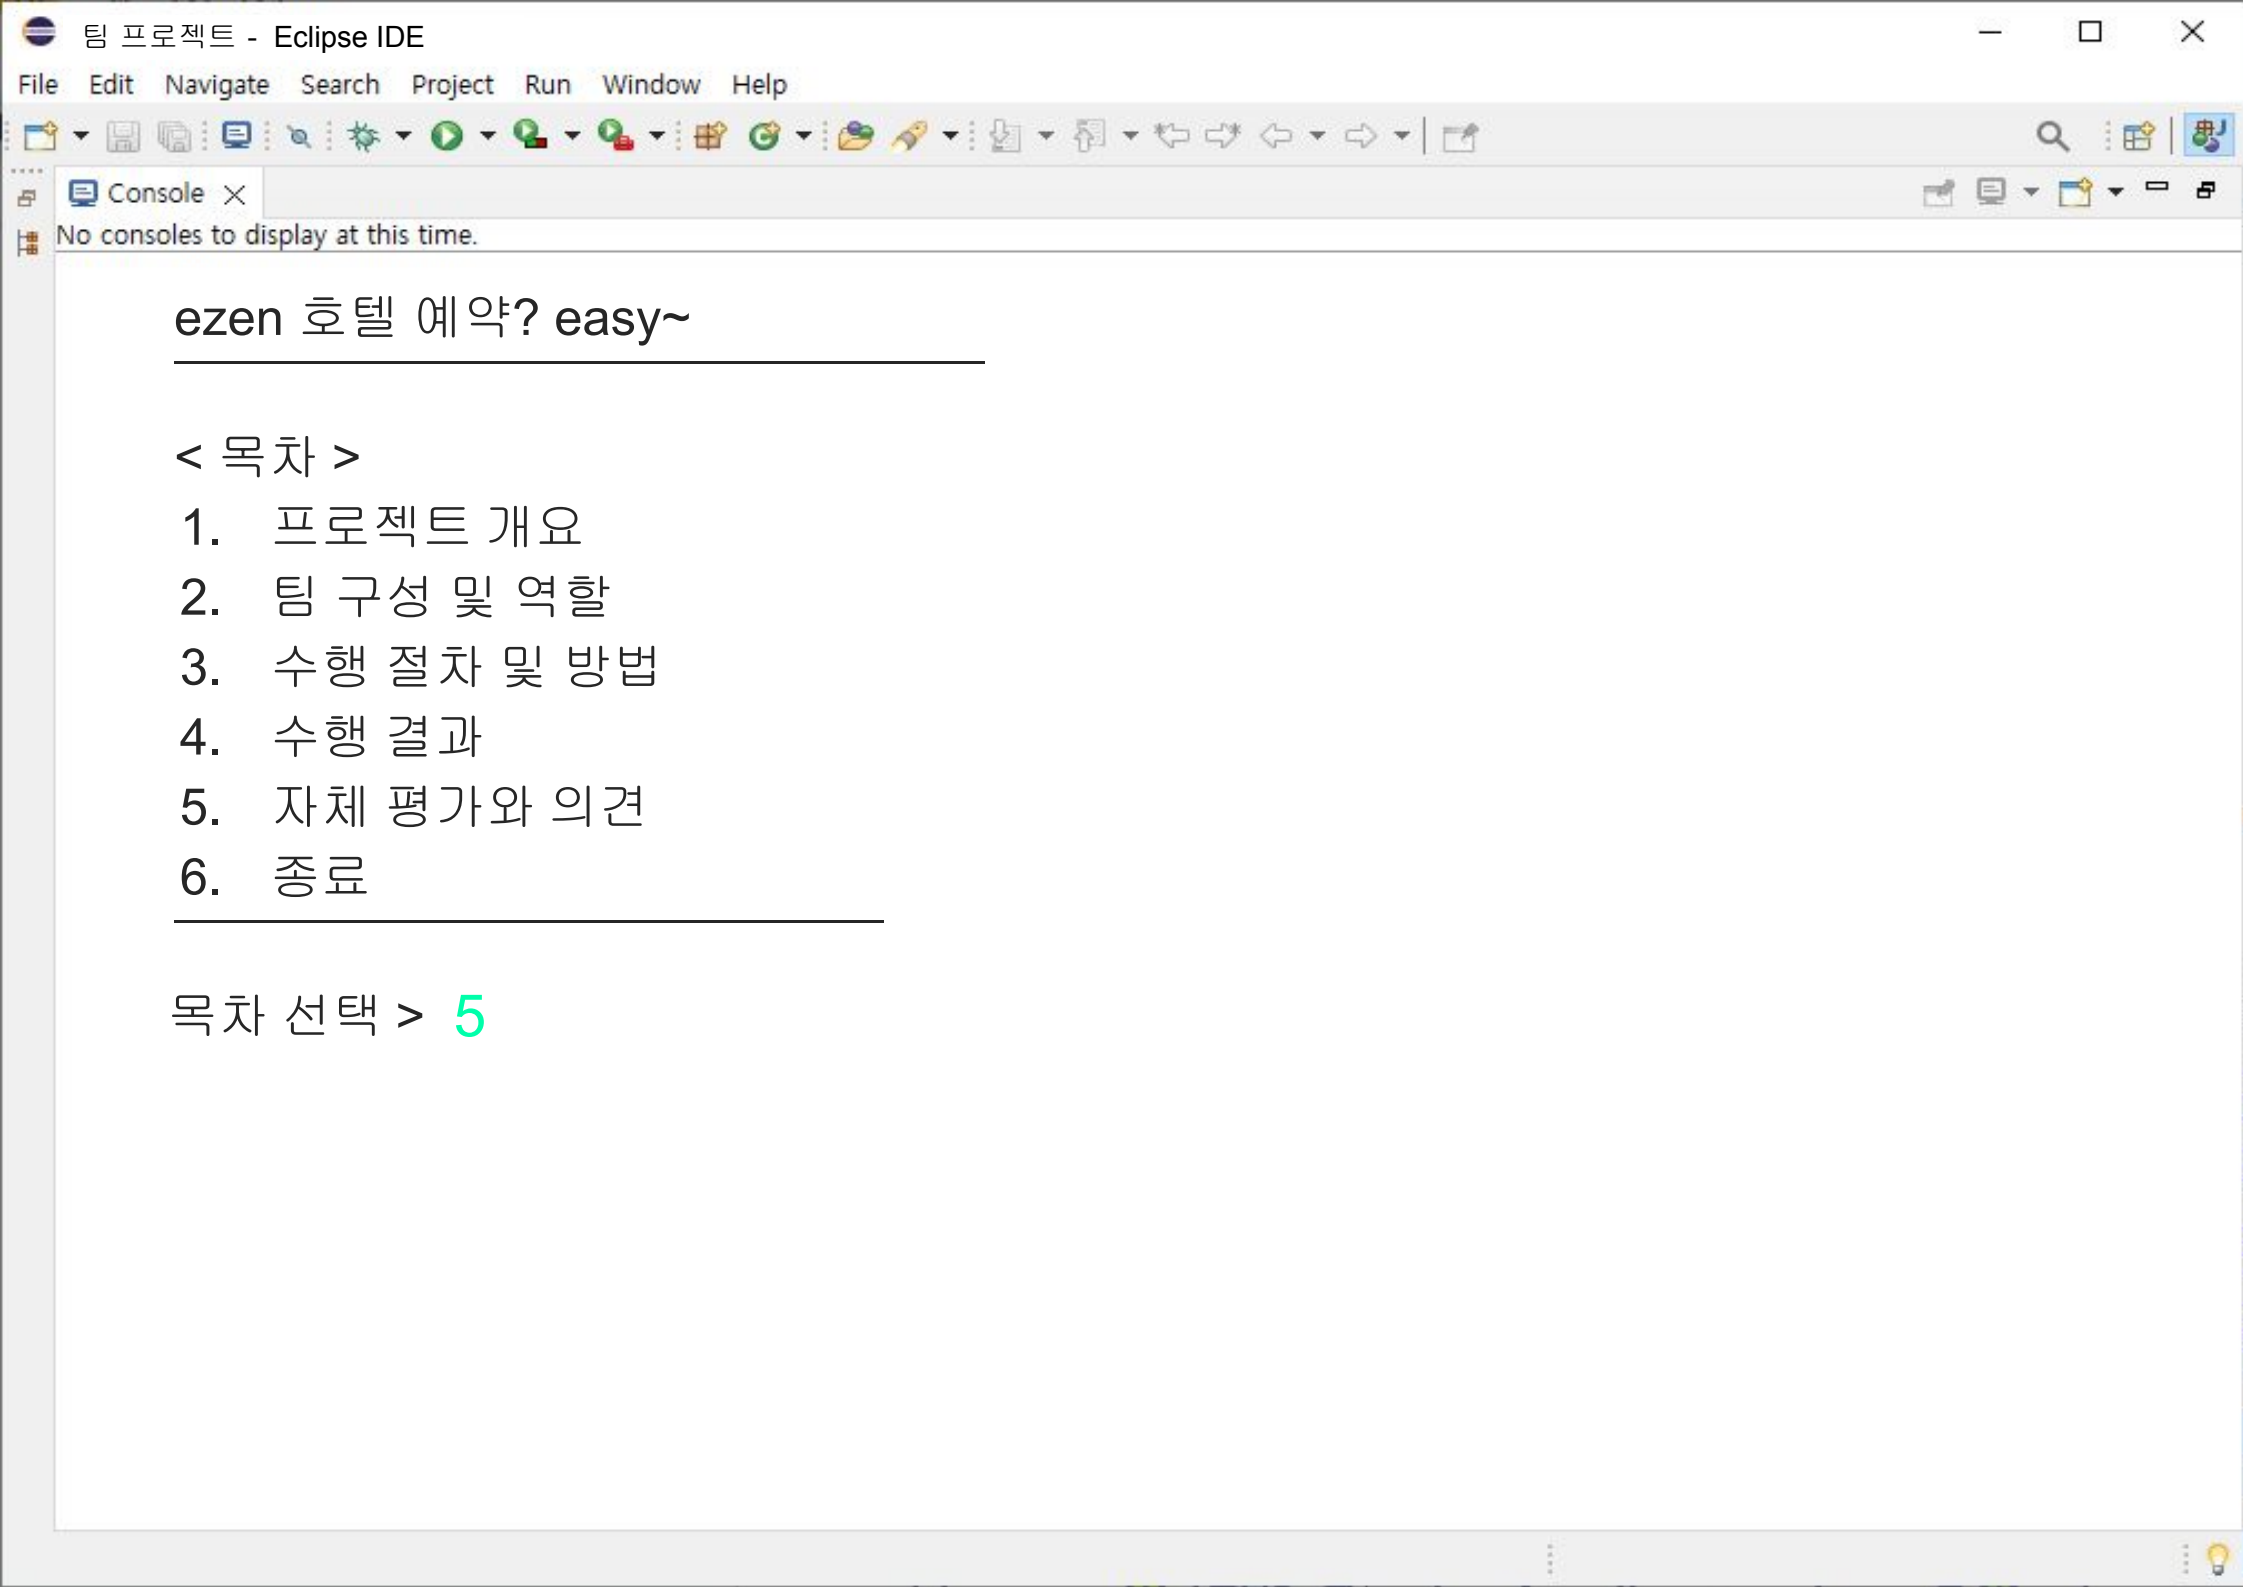 팀 프로젝트 - Eclipse IDE
File Edit Navigate Search Project Run Window Help
Console
No consoles to display at this time.
ezen 호텔 예약? easy~
< 목차 >
1. 프로젝트 개요
2. 팀 구성 및 역할
3. 수행 절차 및 방법
4. 수행 결과
5. 자체 평가와 의견
6. 종료
목차 선택 > 5